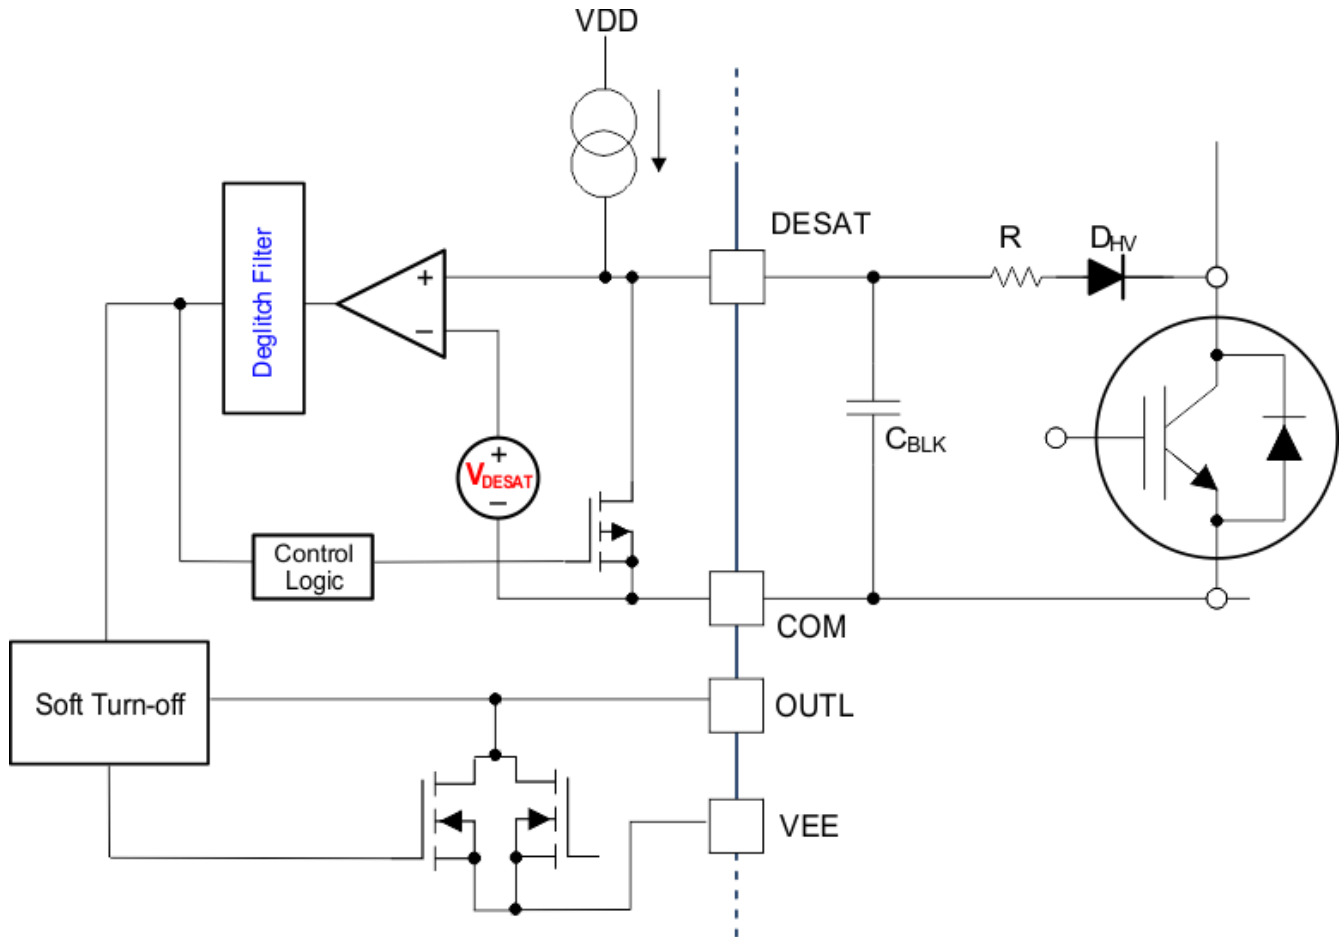 VDD
DESAT
R
DHV
Deglitch Filter
+
−
+
VDESAT
−
CBLK
Control
Logic
COM
Soft Turn-off
OUTL
VEE